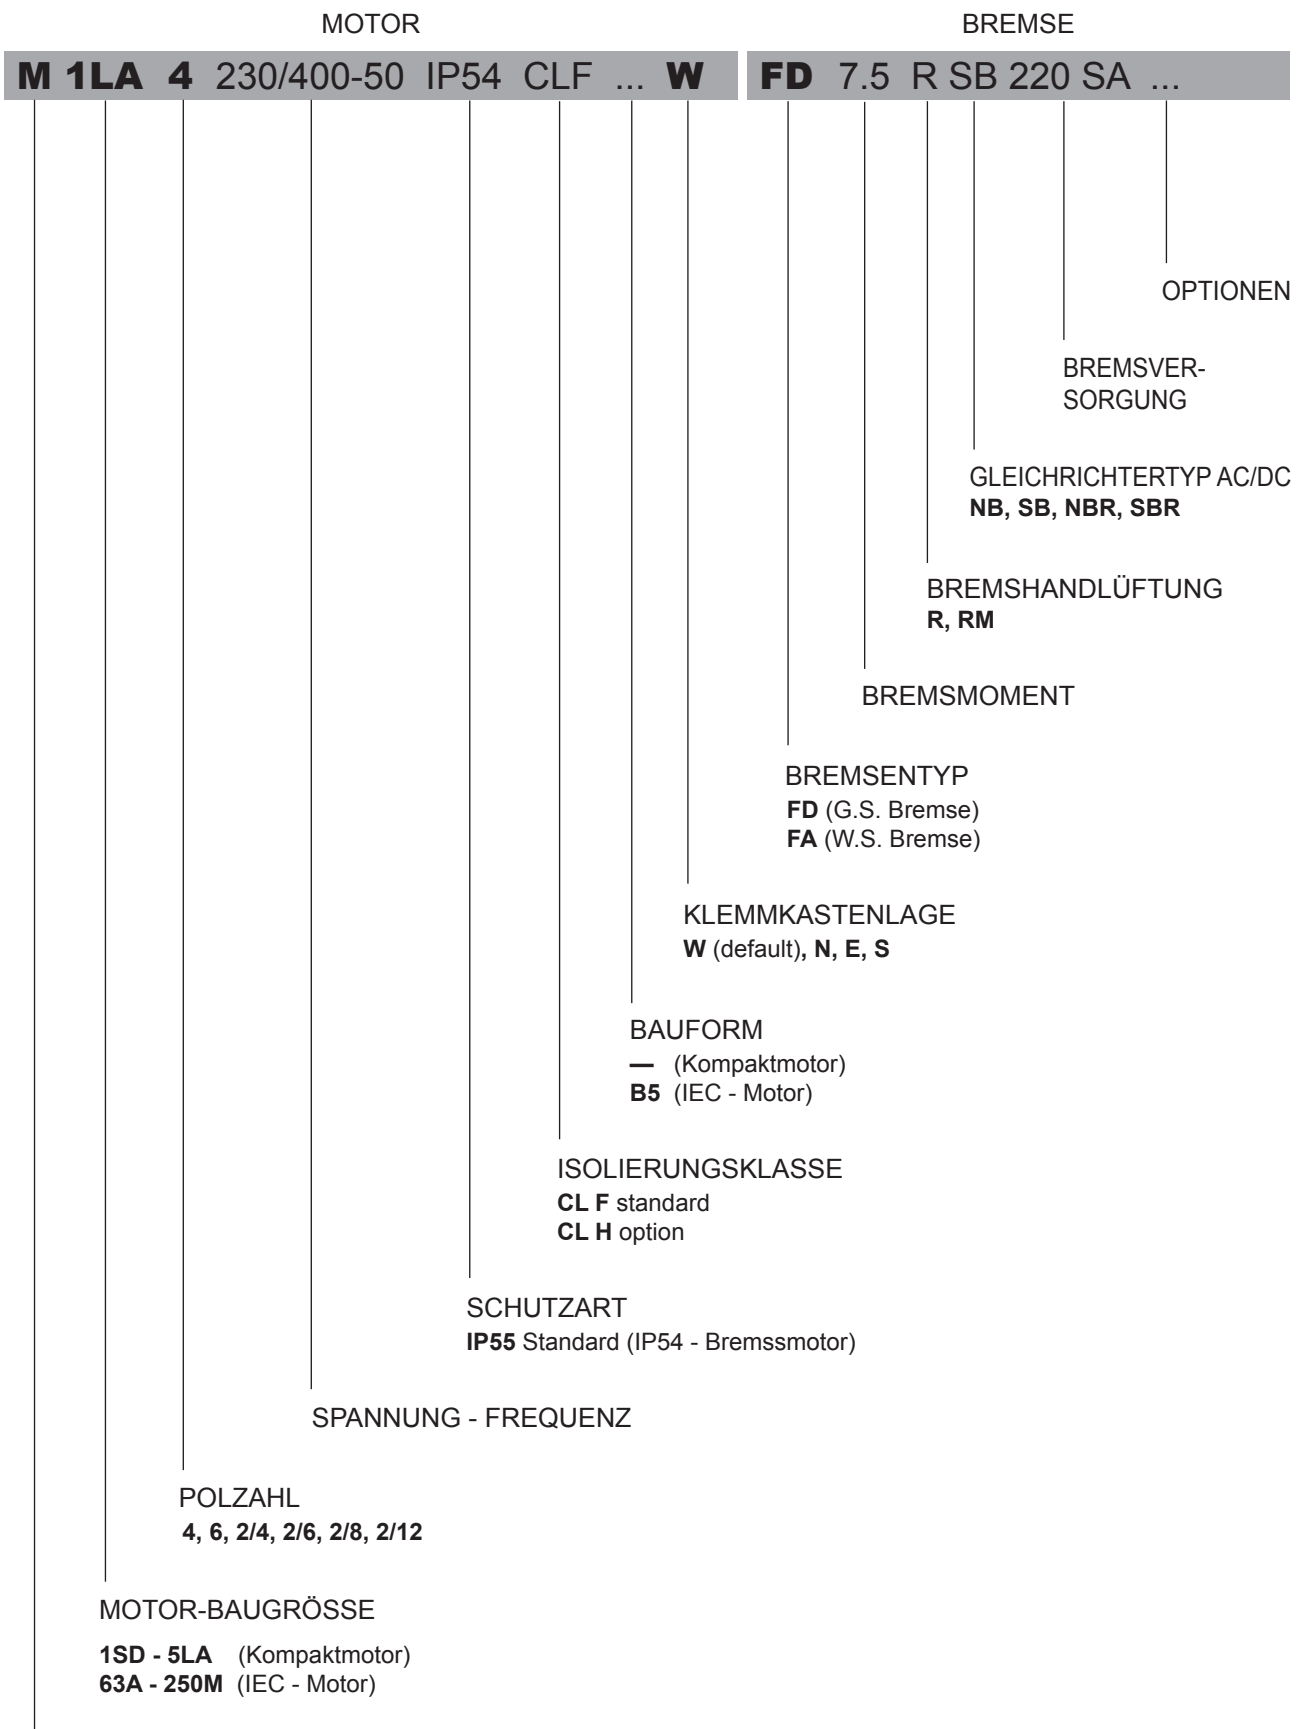 MOTOR
BREMSE
M 1LA 4 230/400-50 IP54 CLF ... W FD 7.5 R SB 220 SA ...
OPTIONEN
BREMSVER-
SORGUNG
GLEICHRICHTERTYP AC/DC
NB, SB, NBR, SBR
BREMSHANDLÜFTUNG
R, RM
BREMSMOMENT
BREMSENTYP
FD (G.S. Bremse)
FA (W.S. Bremse)
KLEMMKASTENLAGE
W (default), N, E, S
BAUFORM
— (Kompaktmotor)
B5 (IEC - Motor)
ISOLIERUNGSKLASSE
CL F standard
CL H option
SCHUTZART
IP55 Standard (IP54 - Bremssmotor)
SPANNUNG - FREQUENZ
POLZAHL
4, 6, 2/4, 2/6, 2/8, 2/12
MOTOR-BAUGRÖSSE
1SD - 5LA (Kompaktmotor)
63A - 250M (IEC - Motor)